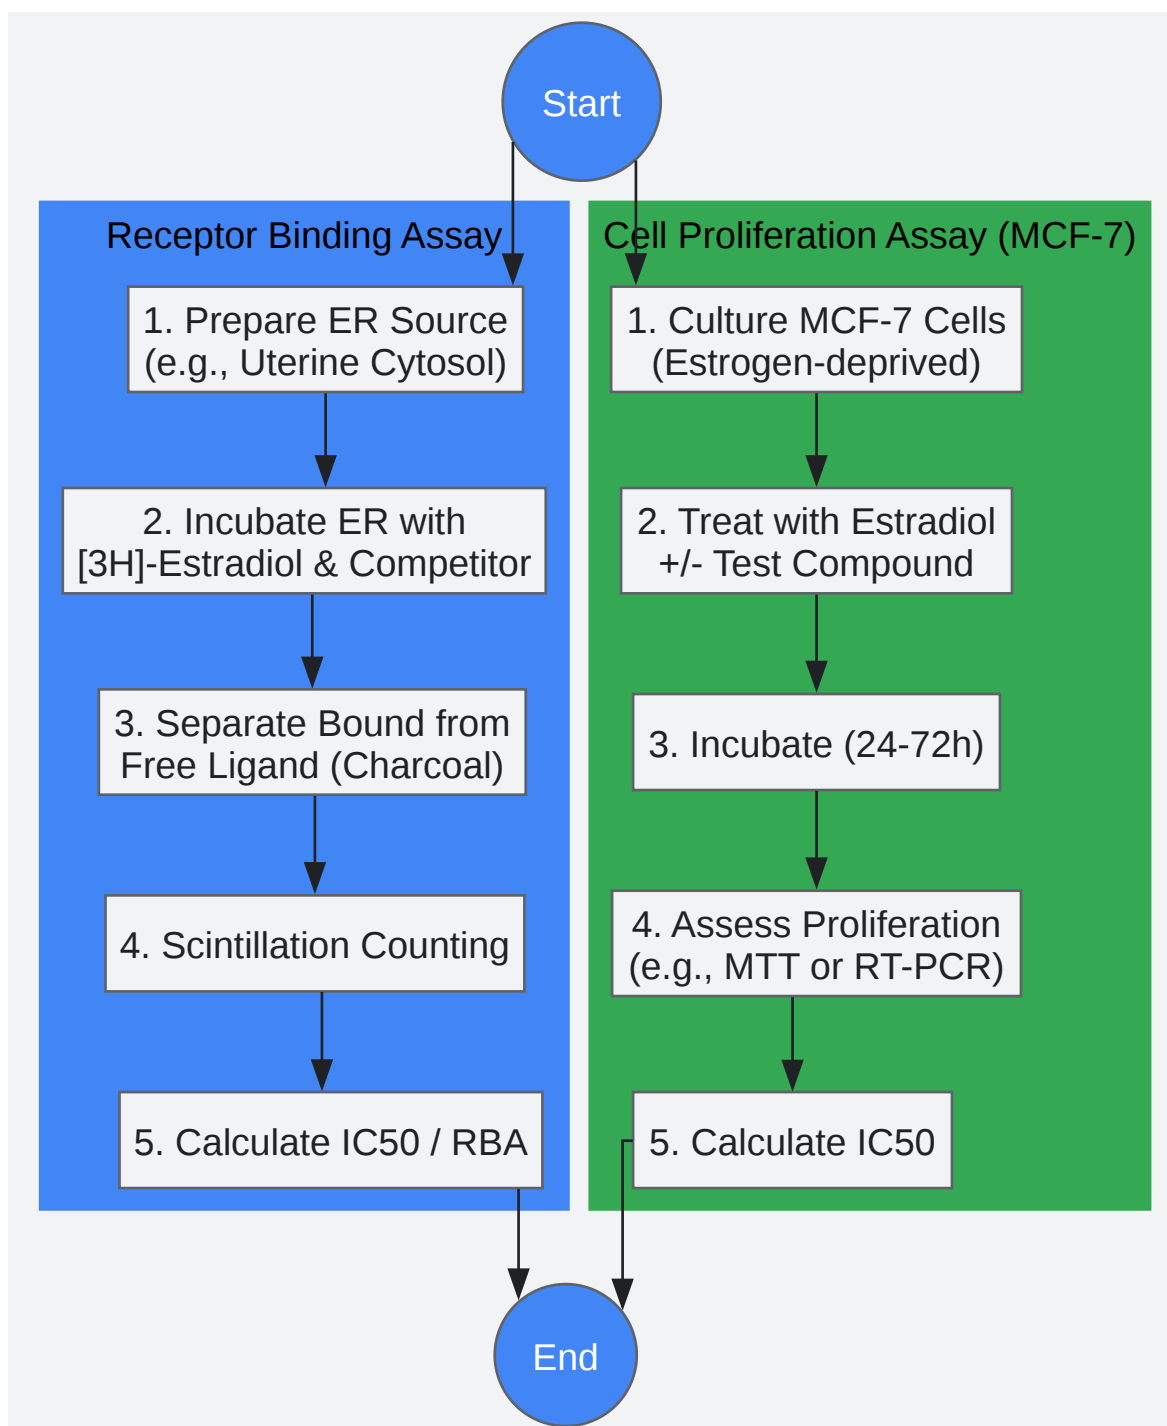 Start
Receptor Binding Assay
1. Prepare ER Source
(e.g., Uterine Cytosol)
2. Incubate ER with
[3H]-Estradiol & Competitor
3. Separate Bound from
Free Ligand (Charcoal)
4. Scintillation Counting
5. Calculate IC50 / RBA
Cell Proliferation Assay (MCF-7)
1. Culture MCF-7 Cells
(Estrogen-deprived)
2. Treat with Estradiol
+/- Test Compound
3. Incubate (24-72h)
4. Assess Proliferation
(e.g., MTT or RT-PCR)
5. Calculate IC50
End